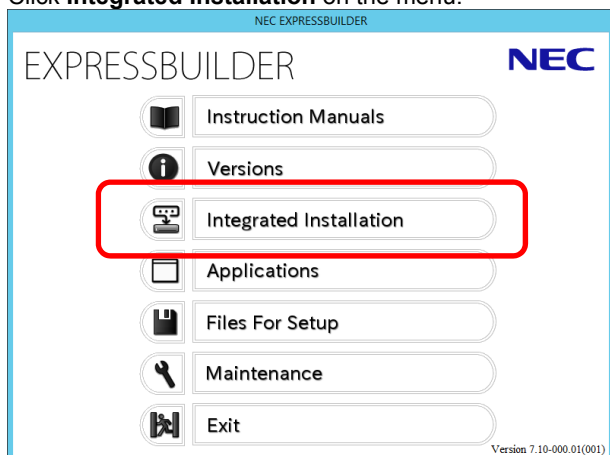 Click Integrated Installation on the menu.
NEC EXPRESSBUILDER
EXPRESSBUILDER
NEC
Instruction Manuals
Versions
Integrated Installation
Applications
Files For Setup
Maintenance
Exit
Version 7.10-000.01(001)